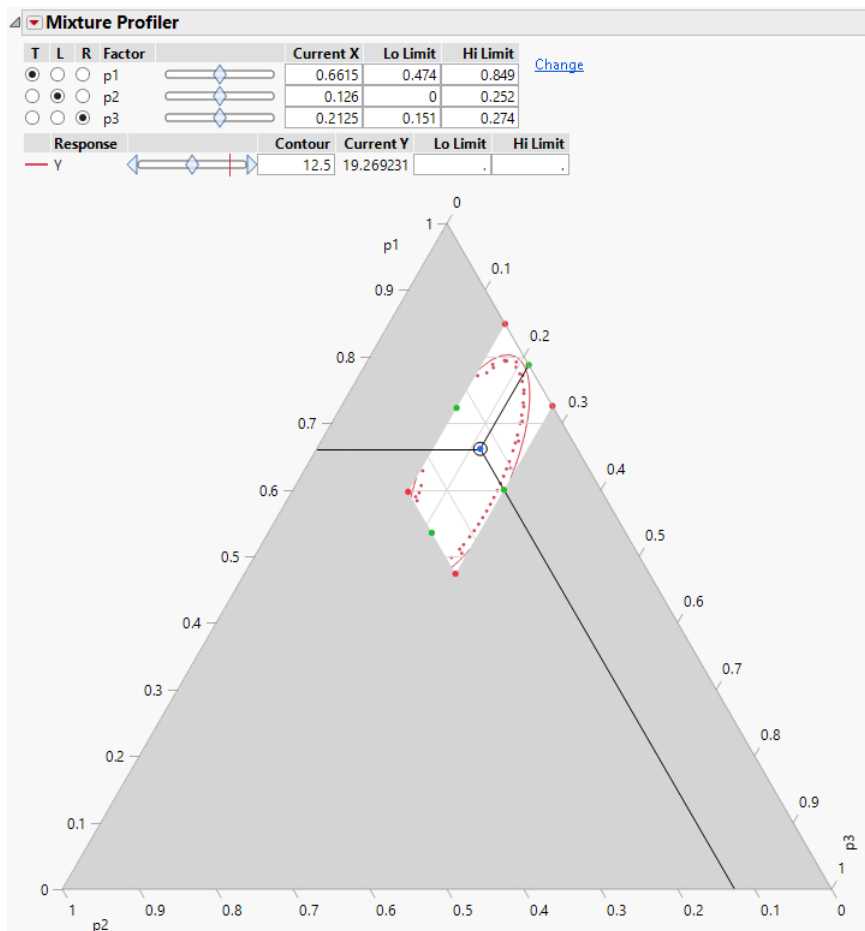 Mixture Profiler
T L R Factor Current X Lo Limit Hi Limit
p1 0.6615 0.474 0.849 Change
p2 0.126 0 0.252
p3 0.2125 0.151 0.274
Response Contour Current Y Lo Limit Hi Limit
Y 12.5 19.269231 . .
0
1
p1
0.1
0.9
0.2
0.8
0.3
0.7
0.4
0.6
0.5
0.5
0.6
0.4
0.7
0.3
0.8
0.2
0.9
0.1
p3
1
0
1 0.9 0.8 0.7 0.6 0.5 0.4 0.3 0.2 0.1 0
p2